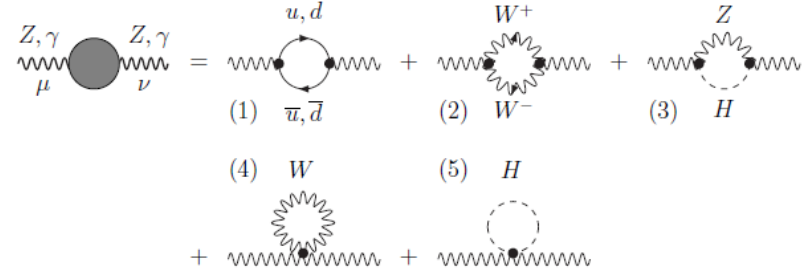 Z, γ Z, γ = u, d + W⁺ + Z
μ ν
(1) u̅, d̅ (2) W⁻ (3) H
(4) W (5) H
+ +